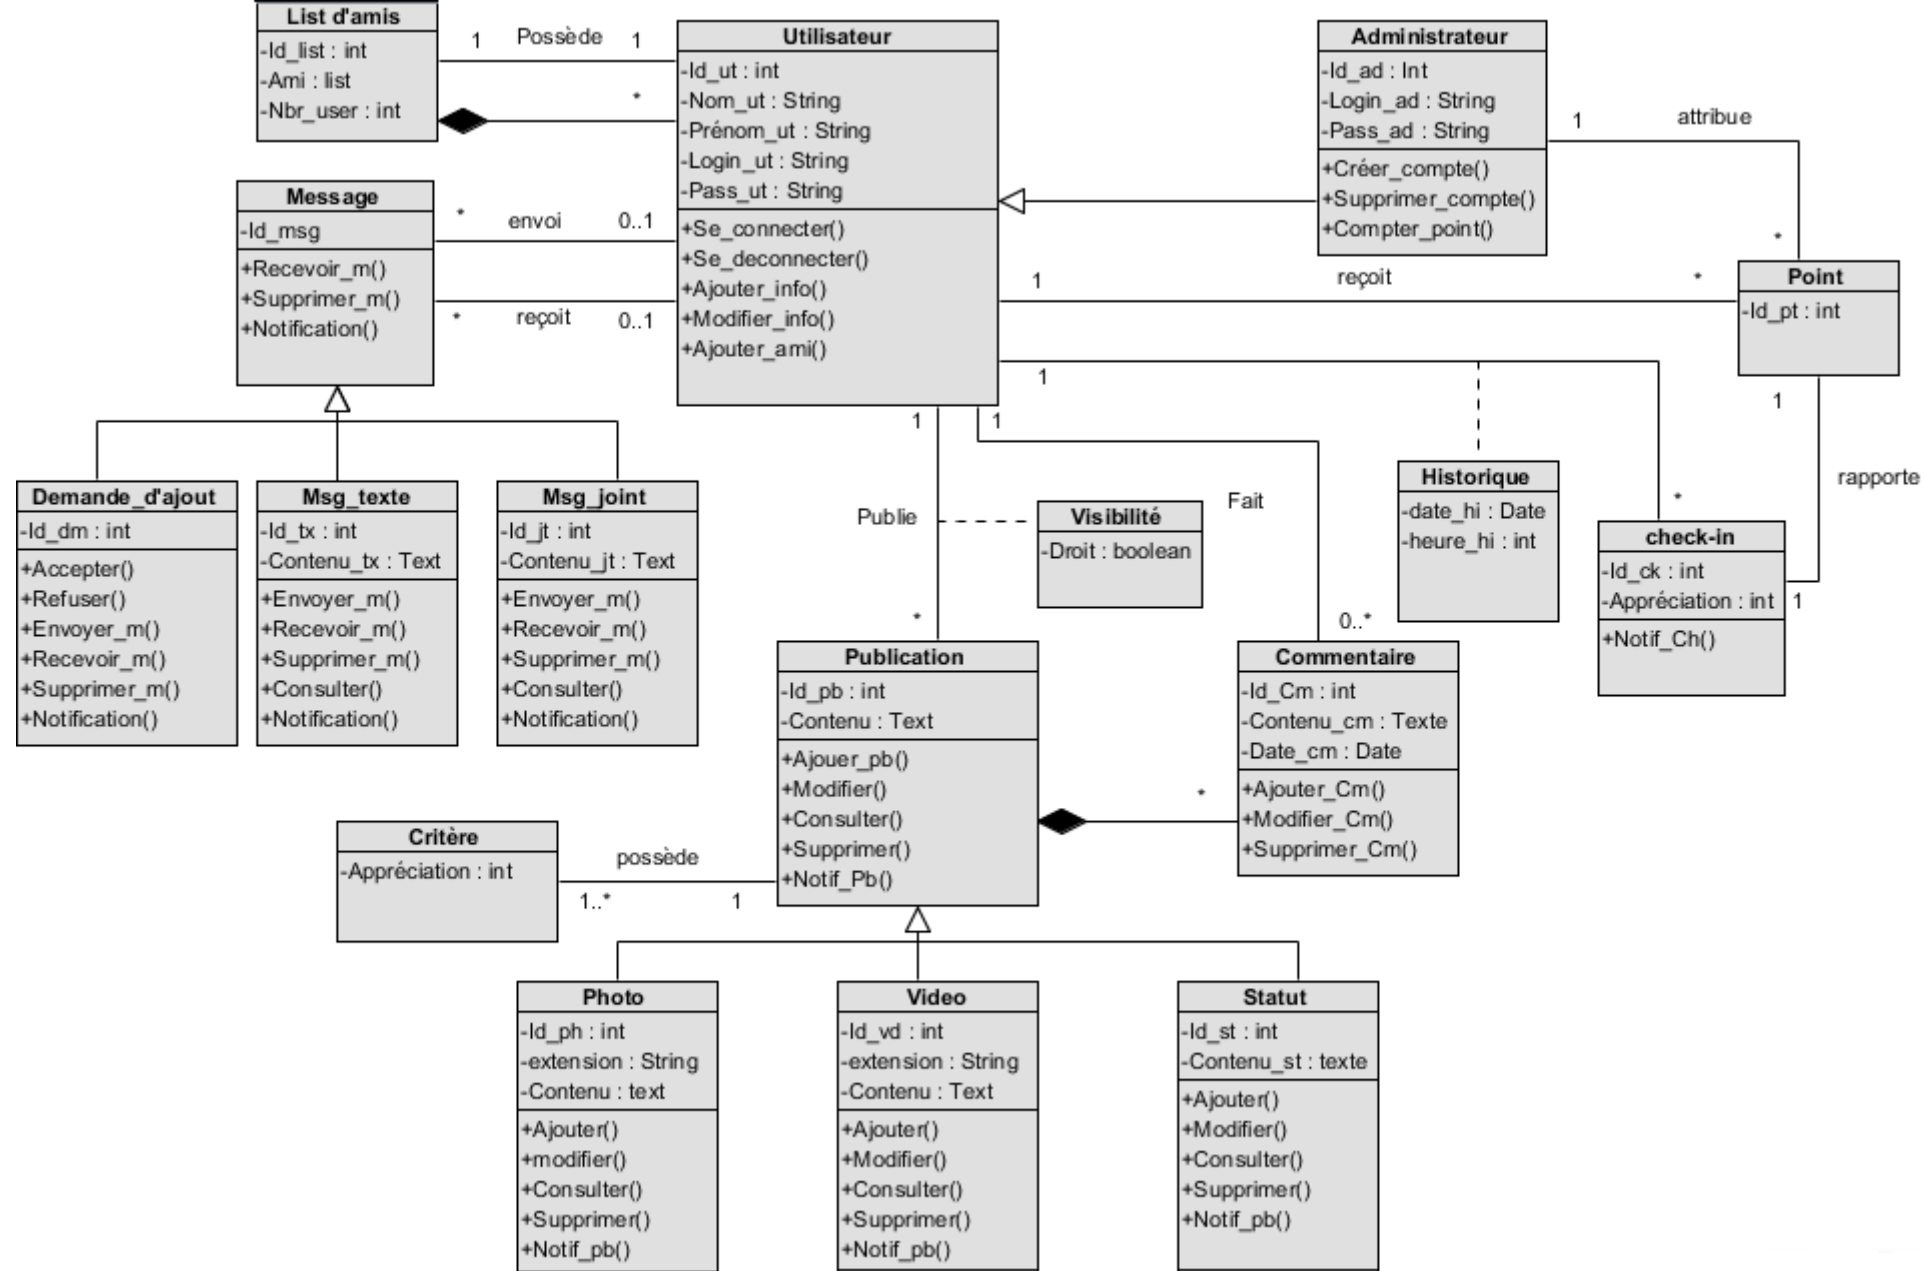 List d'amis
-Id_list : int
-Ami : list
-Nbr_user : int
1
Possède
1
*
Utilisateur
-Id_ut : int
-Nom_ut : String
-Prénom_ut : String
-Login_ut : String
-Pass_ut : String
+Se_connecter()
+Se_deconnecter()
+Ajouter_info()
+Modifier_info()
+Ajouter_ami()
Administrateur
-Id_ad : Int
-Login_ad : String
-Pass_ad : String
+Créer_compte()
+Supprimer_compte()
+Compter_point()
1
attribue
*
Message
-Id_msg
+Recevoir_m()
+Supprimer_m()
+Notification()
*
envoi
0..1
*
reçoit
0..1
1
reçoit
*
Point
-Id_pt : int
1
1
1
1
rapporte
Demande_d'ajout
-Id_dm : int
+Accepter()
+Refuser()
+Envoyer_m()
+Recevoir_m()
+Supprimer_m()
+Notification()
Msg_texte
-Id_tx : int
-Contenu_tx : Text
+Envoyer_m()
+Recevoir_m()
+Supprimer_m()
+Consulter()
+Notification()
Msg_joint
-Id_jt : int
-Contenu_jt : Text
+Envoyer_m()
+Recevoir_m()
+Supprimer_m()
+Consulter()
+Notification()
Publie
Visibilité
-Droit : boolean
Fait
Historique
-date_hi : Date
-heure_hi : int
*
check-in
-Id_ck : int
-Appréciation : int
+Notif_Ch()
1
*
0..*
Publication
-Id_pb : int
-Contenu : Text
+Ajouer_pb()
+Modifier()
+Consulter()
+Supprimer()
+Notif_Pb()
*
Commentaire
-Id_Cm : int
-Contenu_cm : Texte
-Date_cm : Date
+Ajouter_Cm()
+Modifier_Cm()
+Supprimer_Cm()
Critère
-Appréciation : int
possède
1..*
1
Photo
-Id_ph : int
-extension : String
-Contenu : text
+Ajouter()
+modifier()
+Consulter()
+Supprimer()
+Notif_pb()
Video
-Id_vd : int
-extension : String
-Contenu : Text
+Ajouter()
+Modifier()
+Consulter()
+Supprimer()
+Notif_pb()
Statut
-Id_st : int
-Contenu_st : texte
+Ajouter()
+Modifier()
+Consulter()
+Supprimer()
+Notif_pb()